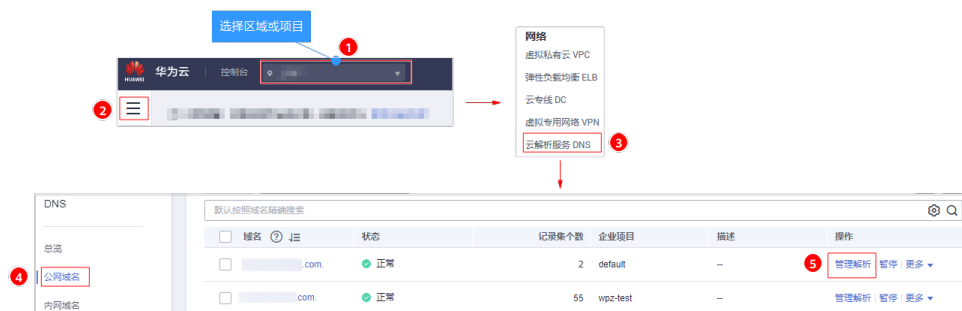 选择区域或项目
1
HUAWEI 华为云 控制台
2
网络
虚拟私有云 VPC
弹性负载均衡 ELB
云专线 DC
虚拟专用网络 VPN
云解析服务 DNS 3
DNS
默认按照域名精确搜索
域名 状态 记录集个数 企业项目 描述 操作
总览
.com. 正常 2 default -- 5 管理解析 暂停 更多
4 公网域名
.com. 正常 55 wpz-test -- 管理解析 暂停 更多
内网域名